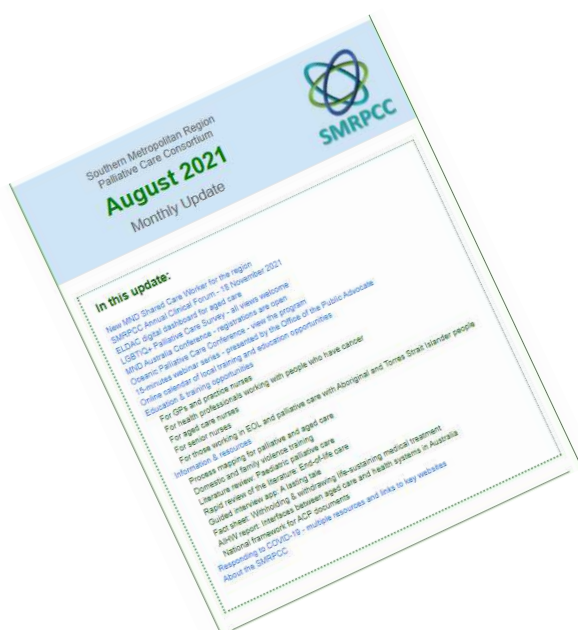 Southern Metropolitan Region
Palliative Care Consortium
August 2021
Monthly Update
SMRPCC
In this update:
New MND Shared Care Worker for the region
SMRPCC Annual Clinical Forum - 18 November 2021
ELDAC digital dashboard for aged care
LGBTIQ+ Palliative Care Survey - all views welcome
MND Australia Conference - registrations are open
Oceanic Palliative Care Conference - view the program
15-minutes webinar series - presented by the Office of the Public Advocate
Online calendar of local training and education opportunities
Education & training opportunities
For GPs and practice nurses
For health professionals working with people who have cancer
For aged care nurses
For senior nurses
For those working in EOL and palliative care with Aboriginal and Torres Strait Islander people
Information & resources
Process mapping for palliative and aged care
Domestic and family violence training
Literature review: Paediatric palliative care
Rapid review of the literature: End-of-life care
Guided interview app: A lasting tale
Fact sheet: Withholding & withdrawing life-sustaining medical treatment
AIHW report: Interfaces between aged care and health systems in Australia
National framework for ACP documents
Responding to COVID-19 - multiple resources and links to key websites
About the SMRPCC